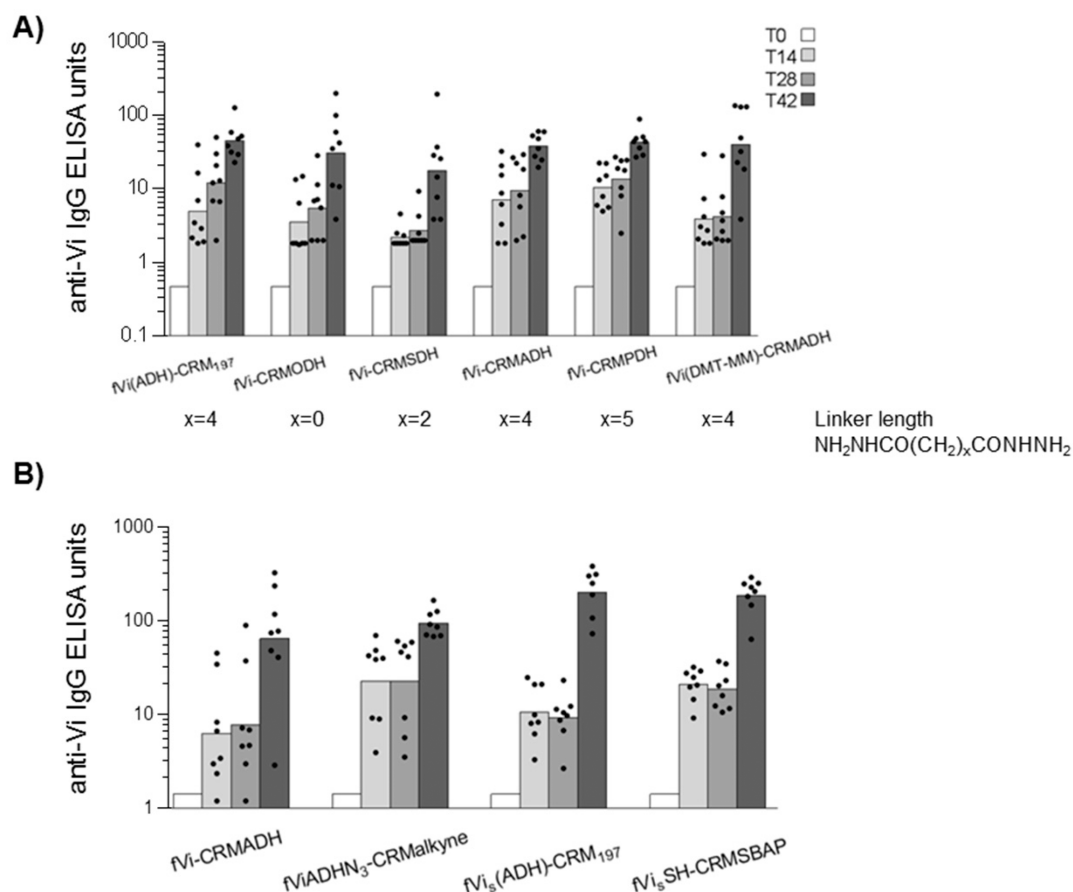 A)
T0
T14
T28
T42
anti-Vi IgG ELISA units
1000
100
10
1
0.1
fVi(ADH)-CRM₁₉₇
fVi-CRMODH
fVi-CRMSDH
fVi-CRMADH
fVi-CRMPDH
fVi(DMT-MM)-CRMADH
x=4 x=0 x=2 x=4 x=5 x=4 Linker length
NH₂NHCO(CH₂)ₓCONHNH₂
B)
anti-Vi IgG ELISA units
1000
100
10
1
fVi-CRMADH
fViADHN₃-CRMalkyne
fViₛ(ADH)-CRM₁₉₇
fViₛSH-CRMSBAP